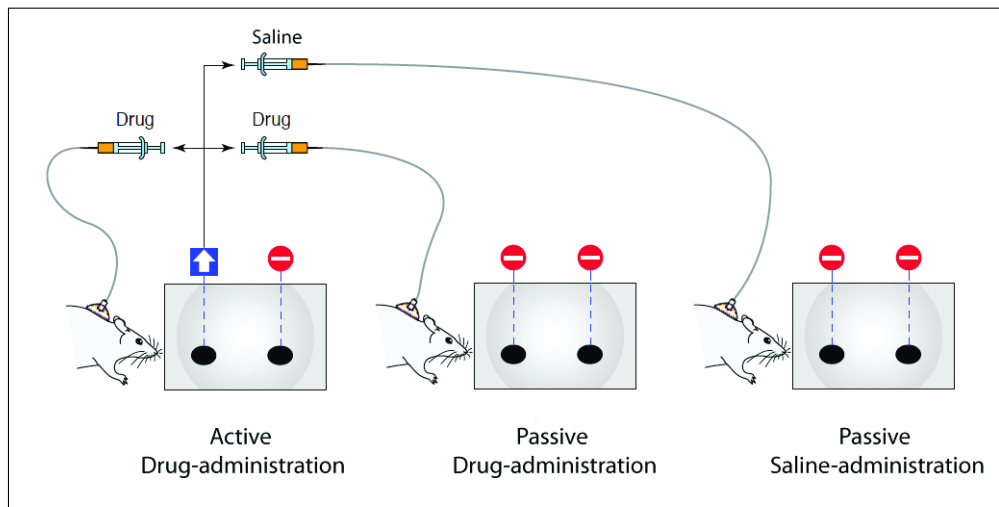 Saline
Drug
Drug
Active
Drug-administration
Passive
Drug-administration
Passive
Saline-administration